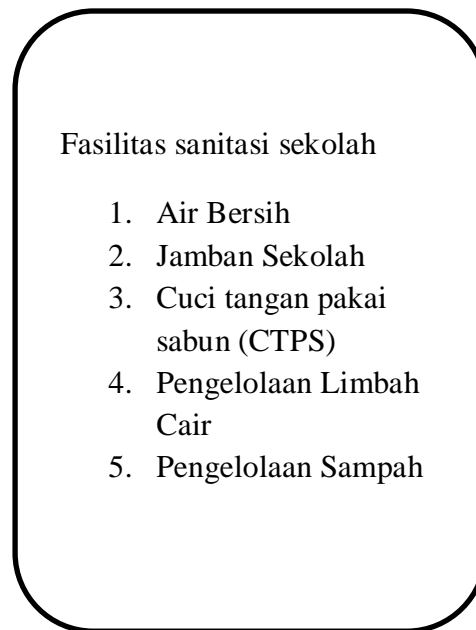 Fasilitas sanitasi sekolah
1. Air Bersih
2. Jamban Sekolah
3. Cuci tangan pakai
sabun (CTPS)
4. Pengelolaan Limbah
Cair
5. Pengelolaan Sampah